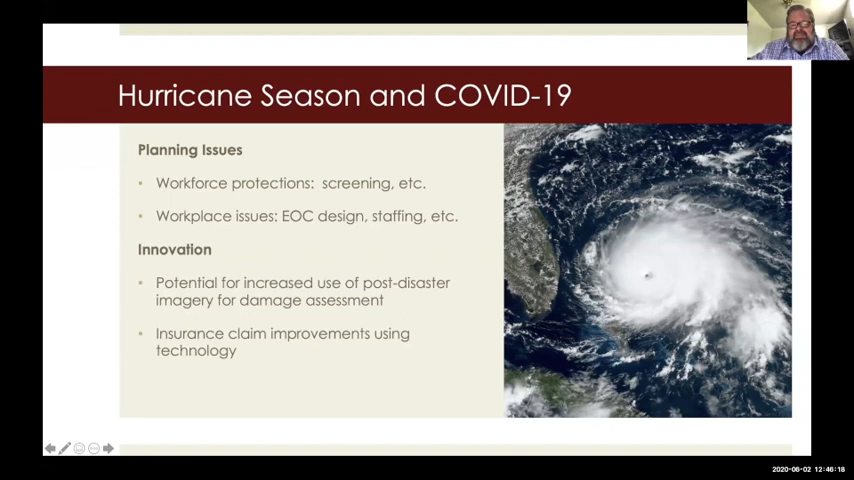 Hurricane Season and COVID-19
Planning Issues
• Workforce protections: screening, etc.
• Workplace issues: EOC design, staffing, etc.
Innovation
• Potential for increased use of post-disaster
imagery for damage assessment
• Insurance claim improvements using
technology
2020-06-02 12:46:18